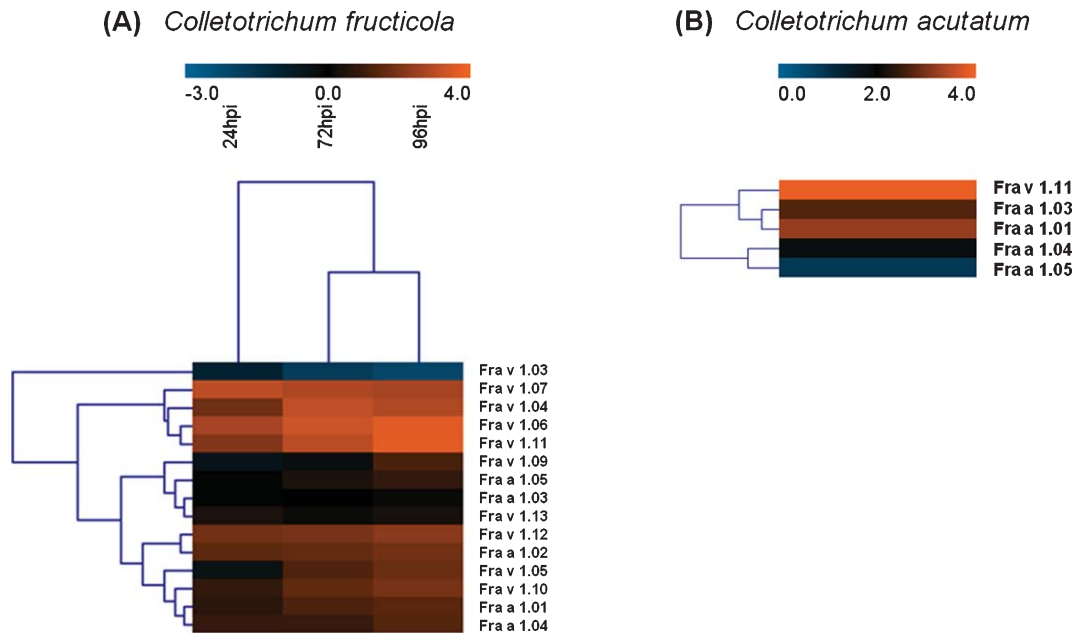 (A) Colletotrichum fructicola
-3.0 0.0 4.0
24hpi 72hpi 96hpi
Fra v 1.03
Fra v 1.07
Fra v 1.04
Fra v 1.06
Fra v 1.11
Fra v 1.09
Fra a 1.05
Fra a 1.03
Fra v 1.13
Fra v 1.12
Fra a 1.02
Fra v 1.05
Fra v 1.10
Fra a 1.01
Fra a 1.04
(B) Colletotrichum acutatum
0.0 2.0 4.0
Fra v 1.11
Fra a 1.03
Fra a 1.01
Fra a 1.04
Fra a 1.05